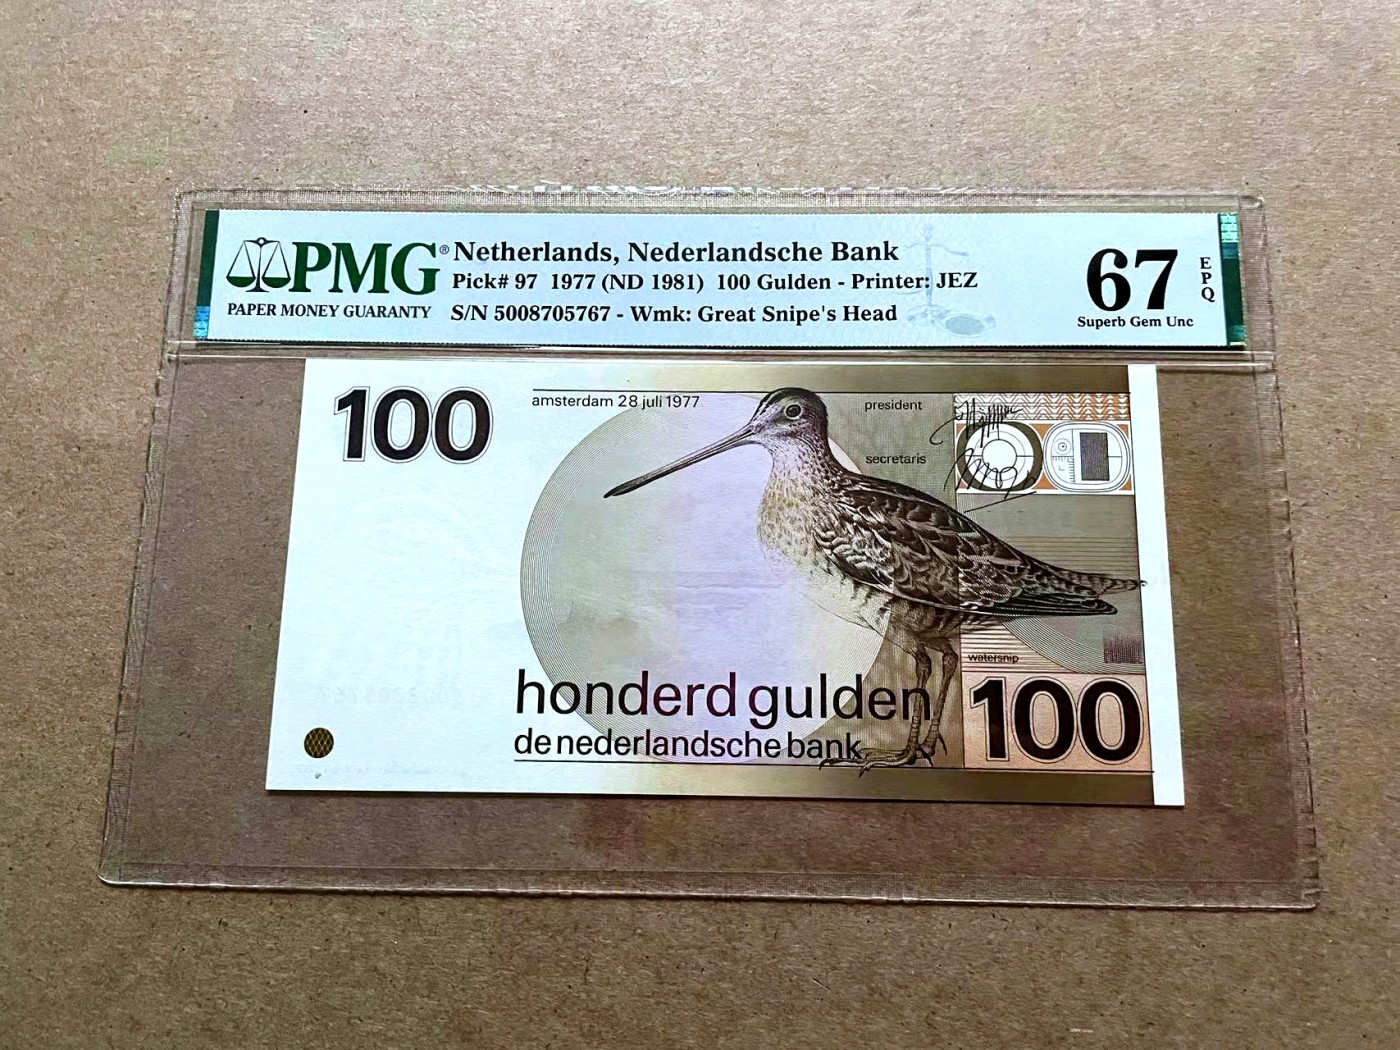 PMG®
PAPER MONEY GUARANTY
Netherlands, Nederlandsche Bank
Pick# 97 1977 (ND 1981) 100 Gulden - Printer: JEZ
S/N 5008705767 - Wmk: Great Snipe's Head
67
EPQ
Superb Gem Unc
100
amsterdam 28 juli 1977
president
secretaris
watersnip
honderd gulden
de nederlandsche bank
100